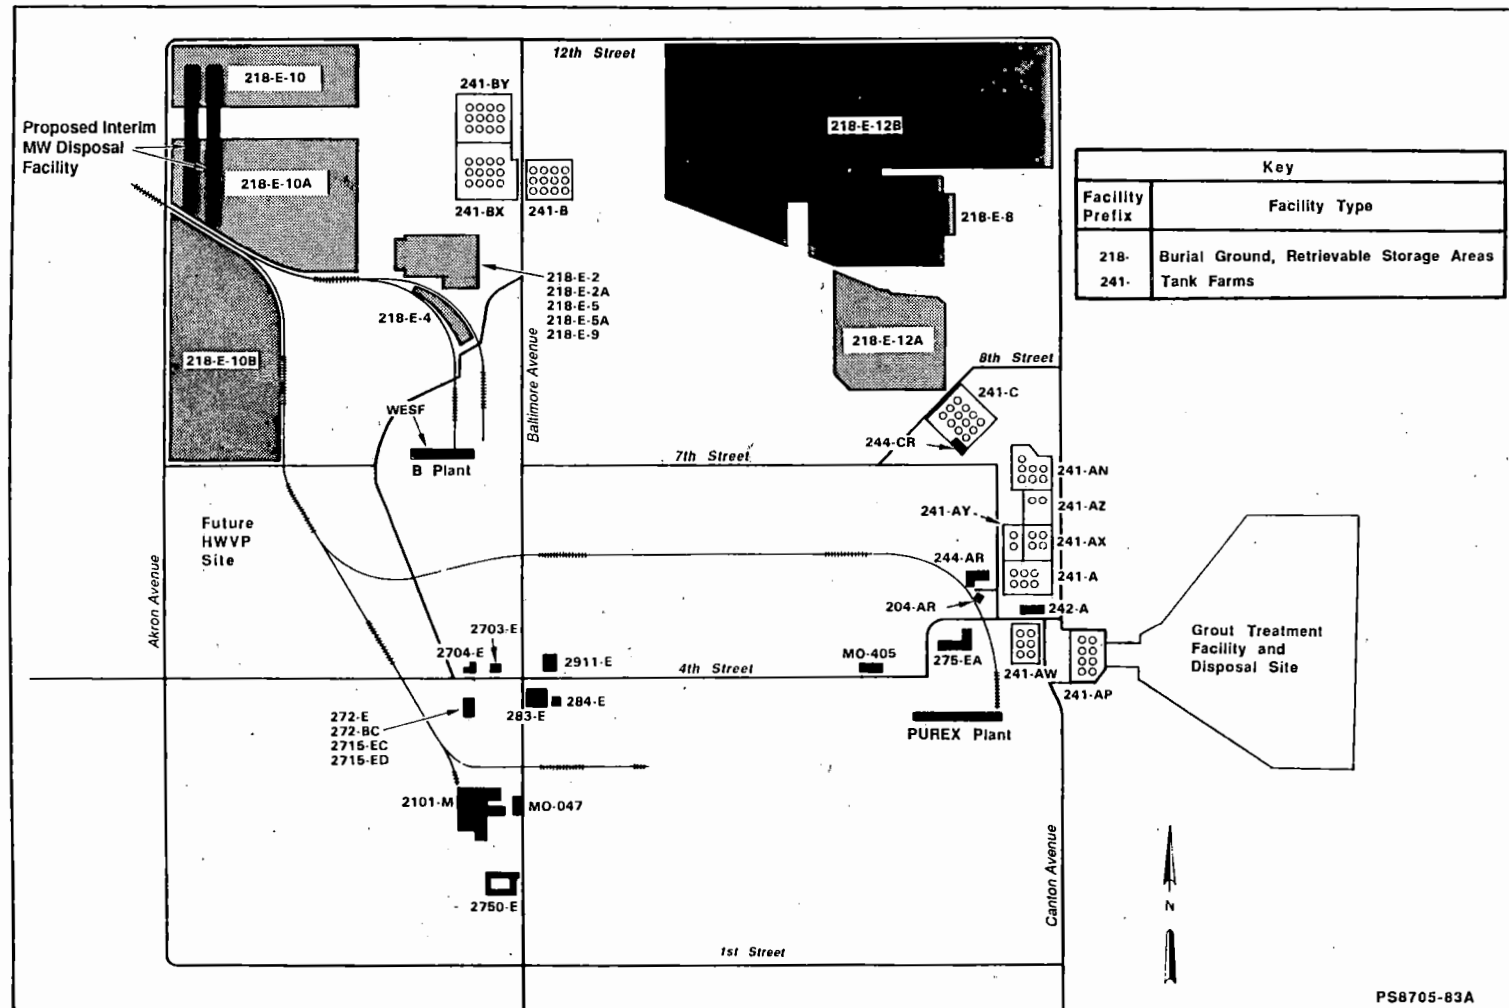 12th Street
218-E-10
241-BY
Proposed Interim
MW Disposal
Facility
218-E-12B
Key
Facility
Prefix
Facility Type
218-
Burial Ground, Retrievable Storage Areas
241-
Tank Farms
218-E-10A
241-BX
241-B
218-E-8
218-E-2
218-E-2A
218-E-5
218-E-5A
218-E-9
218-E-4
218-E-10B
Baltimore Avenue
218-E-12A
8th Street
241-C
WESF
B Plant
244-CR
7th Street
241-AN
241-AZ
241-AY
241-AX
Future
HWVP
Site
244-AR
241-A
Akron Avenue
204-AR
242-A
2703-E
2704-E
2911-E
4th Street
MO-405
275-EA
241-AW
241-AP
Grout Treatment
Facility and
Disposal Site
272-E
272-BC
2715-EC
2715-ED
283-E
284-E
PUREX Plant
2101-M
MO-047
2750-E
Canton Avenue
N
1st Street
PS8705-83A